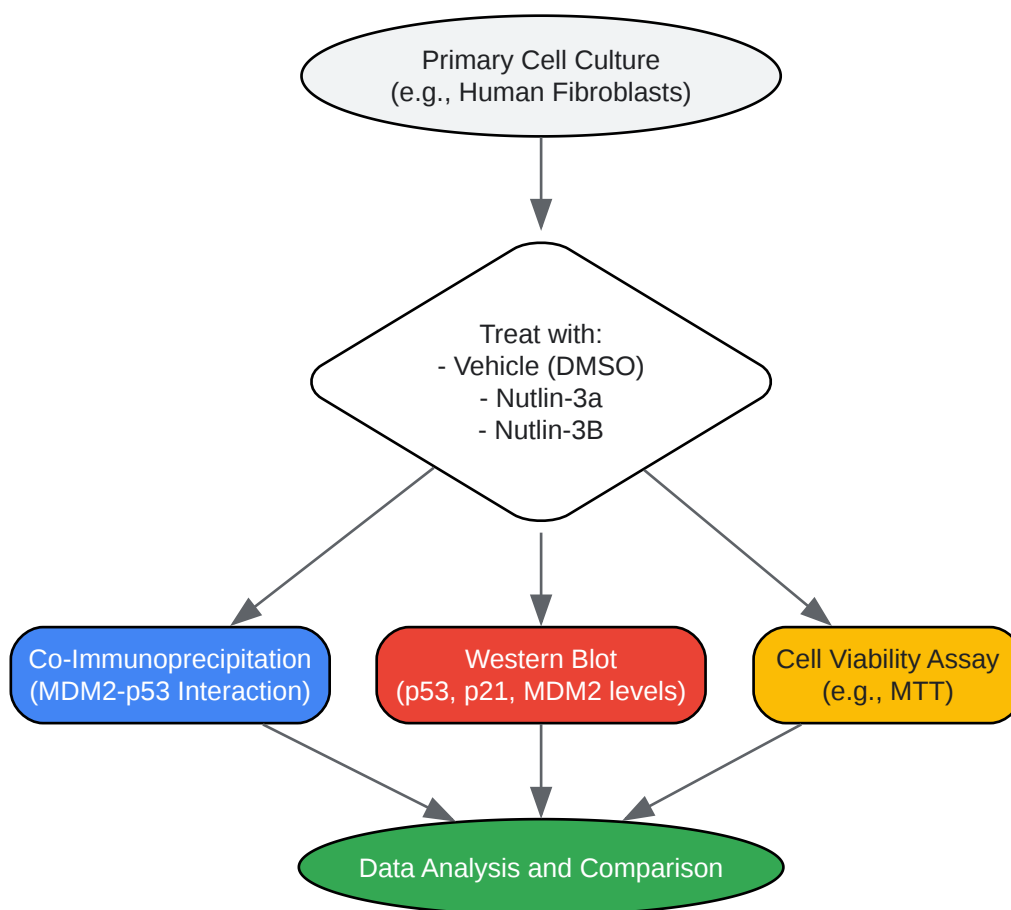 Primary Cell Culture
(e.g., Human Fibroblasts)
Treat with:
- Vehicle (DMSO)
- Nutlin-3a
- Nutlin-3B
Co-Immunoprecipitation
(MDM2-p53 Interaction)
Western Blot
(p53, p21, MDM2 levels)
Cell Viability Assay
(e.g., MTT)
Data Analysis and Comparison